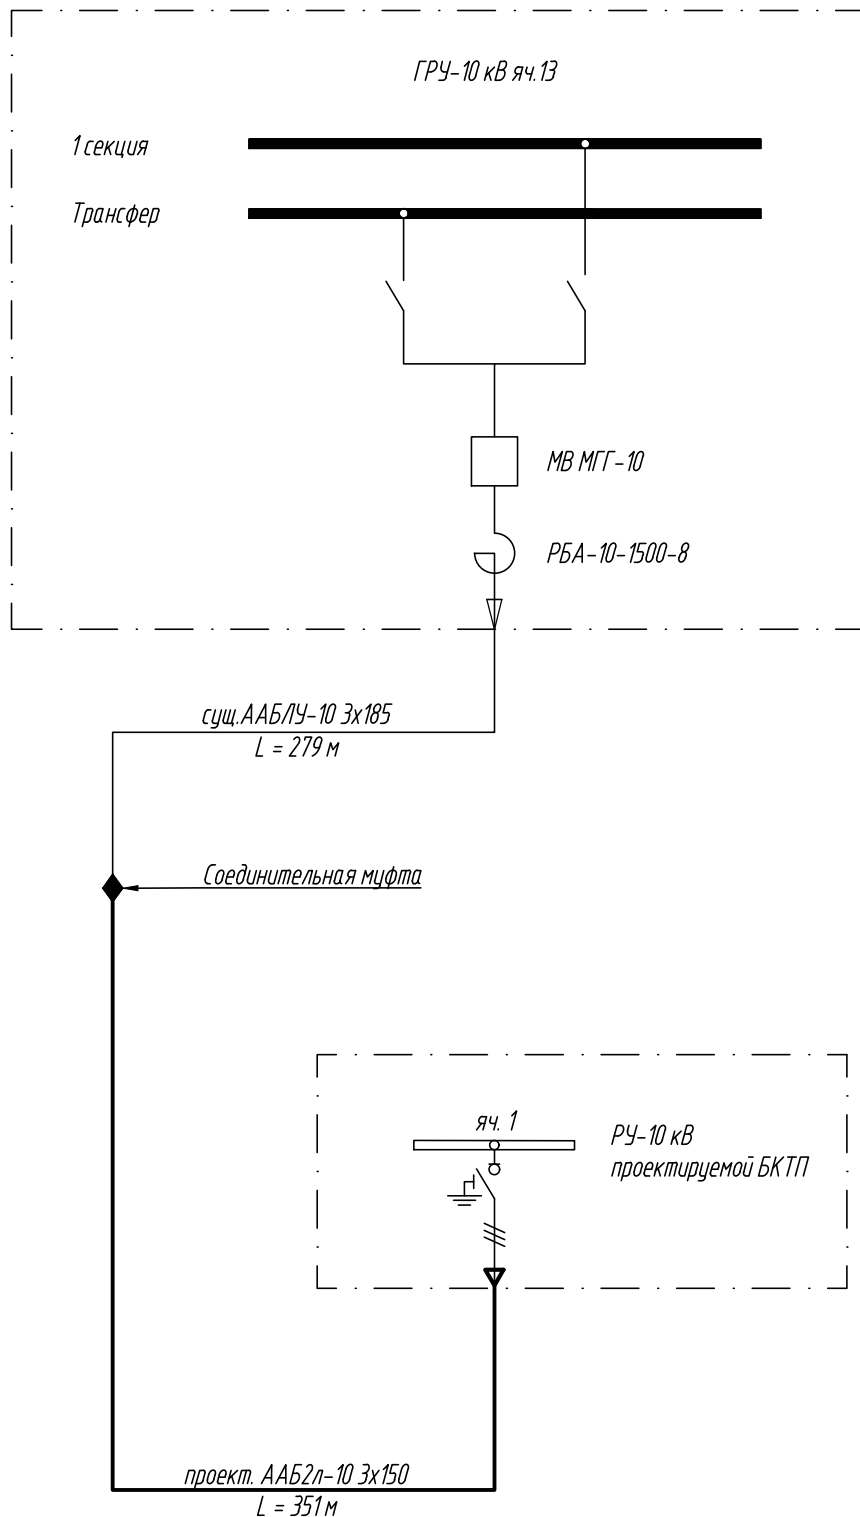 ГРУ-10 кВ яч.13
1 секция
Трансфер
МВ МГГ-10
РБА-10-1500-8
сущ.ААБЛУ-10 3х185
L = 279 м
Соединительная муфта
яч. 1
РУ-10 кВ
проектируемой БКТП
проект. ААБ2л-10 3х150
L = 351 м